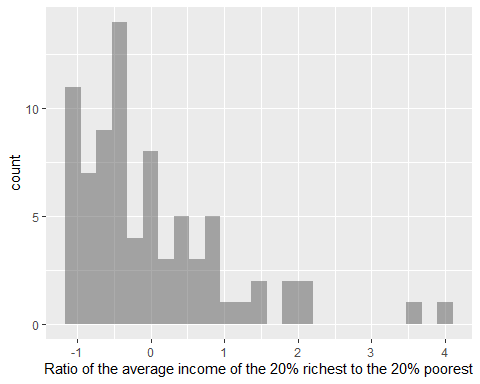 10
5
0
count
-1 0 1 2 3 4
Ratio of the average income of the 20% richest to the 20% poorest